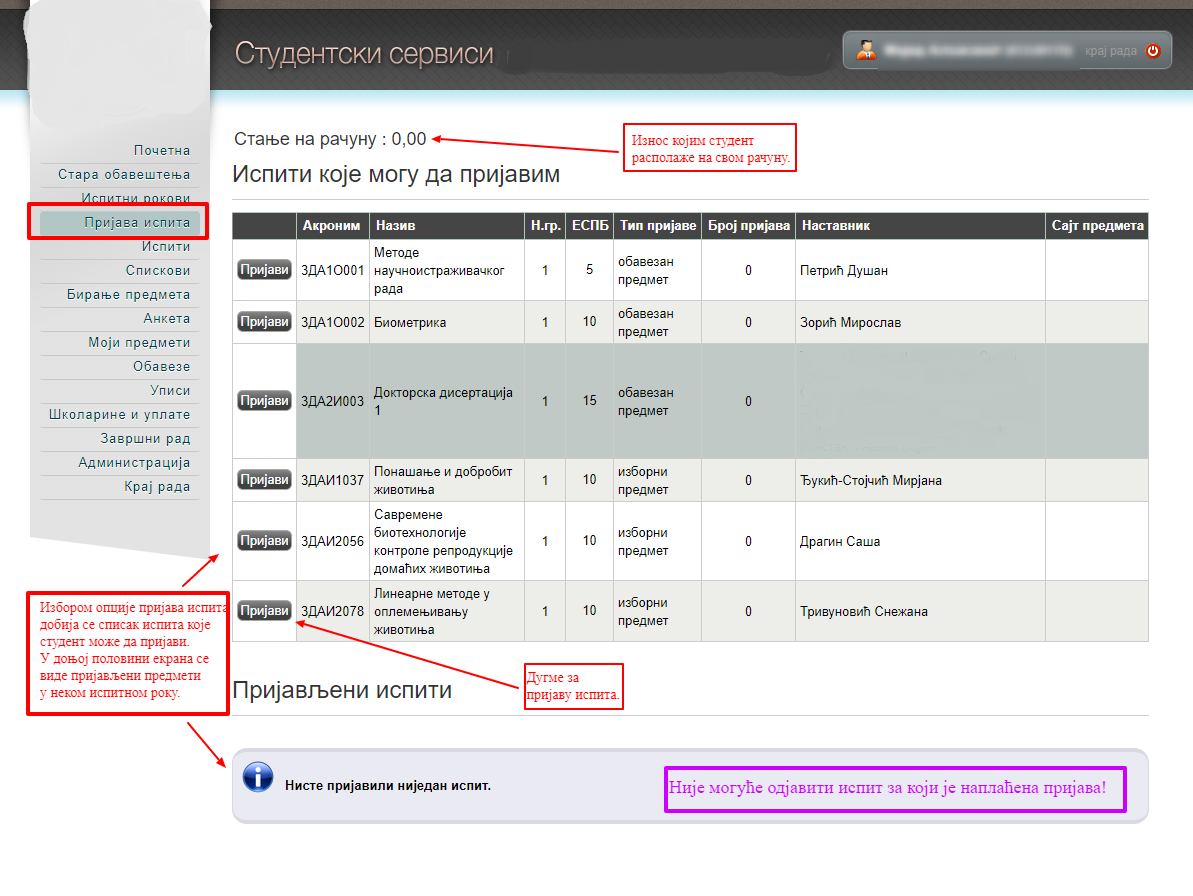 Студентски сервиси
крај рада
Почетна
Стара обавештења
Испитни рокови
Пријава испита
Испити
Спискови
Бирање предмета
Анкета
Моји предмети
Обавезе
Уписи
Школарине и уплате
Завршни рад
Администрација
Крај рада
Стање на рачуну : 0,00
Износ којим студент
располаже на свом рачуну.
Испити које могу да пријавим
Акроним Назив Н.гр. ЕСПБ Тип пријаве Број пријава Наставник Сајт предмета
Пријави 3ДА1О001 Методе научноистраживачког рада 1 5 обавезан предмет 0 Петрић Душан
Пријави 3ДА1О002 Биометрика 1 10 обавезан предмет 0 Зорић Мирослав
Пријави 3ДА2И003 Докторска дисертација 1 1 15 обавезан предмет 0
Пријави 3ДАИ1037 Понашање и добробит животиња 1 10 изборни предмет 0 Ђукић-Стојчић Мирјана
Пријави 3ДАИ2056 Савремене биотехнологије контроле репродукције домаћих животиња 1 10 изборни предмет 0 Драгин Саша
Пријави 3ДАИ2078 Линеарне методе у оплемењивању животиња 1 10 изборни предмет 0 Тривуновић Снежана
Избором опције пријава испита
добија се списак испита које
студент може да пријави.
У доњој половини екрана се
виде пријављени предмети
у неком испитном року.
Дугме за
пријаву испита.
Пријављени испити
Нисте пријавили ниједан испит.
Није могуће одјавити испит за који је наплаћена пријава!